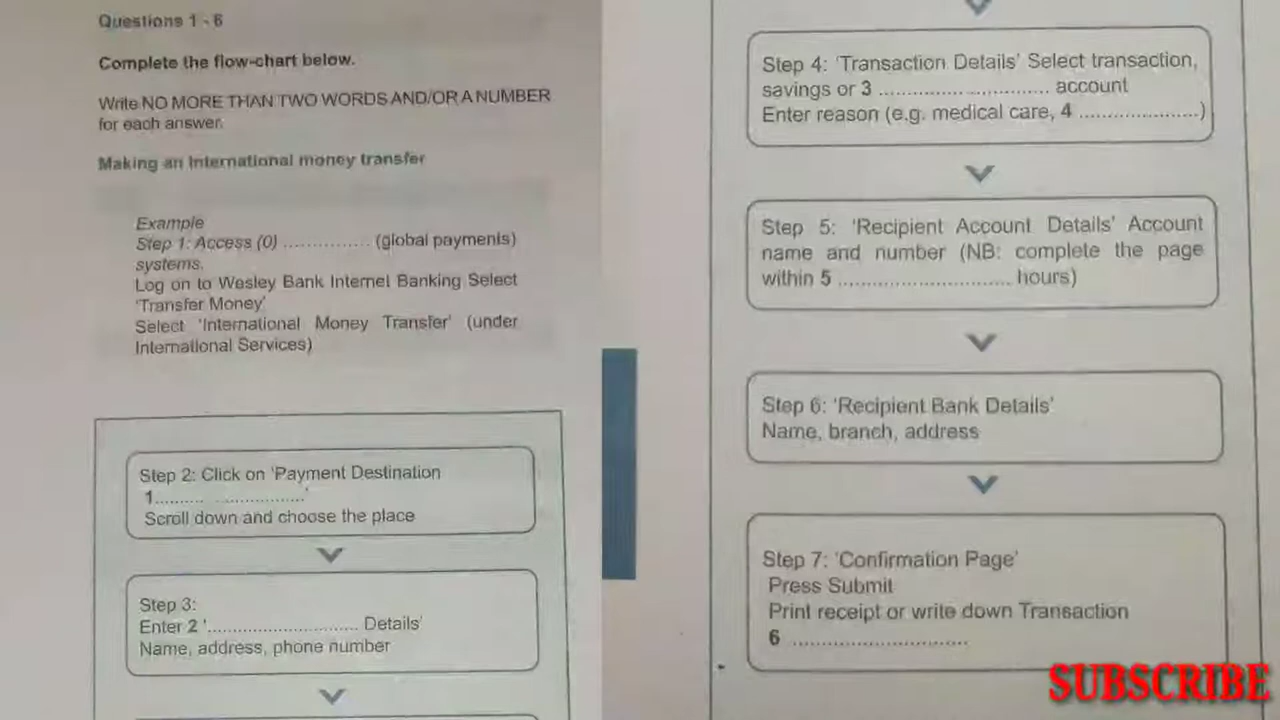 Questions 1 - 6
Complete the flow-chart below.
Write NO MORE THAN TWO WORDS AND/OR A NUMBER
for each answer.
Making an International money transfer
Example
Step 1: Access (0) ............... (global payments)
systems.
Log on to Wesley Bank Internet Banking Select
'Transfer Money'
Select 'International Money Transfer' (under
International Services)
Step 2: Click on 'Payment Destination
1.......... ..................'
Scroll down and choose the place
Step 3:
Enter 2 '............................. Details'
Name, address, phone number
Step 4: 'Transaction Details' Select transaction,
savings or 3 ................................ account
Enter reason (e.g. medical care, 4 ......................)
Step 5: 'Recipient Account Details' Account
name and number (NB: complete the page
within 5 ................................ hours)
Step 6: 'Recipient Bank Details'
Name, branch, address
Step 7: 'Confirmation Page'
Press Submit
Print receipt or write down Transaction
6 ................................
SUBSCRIBE